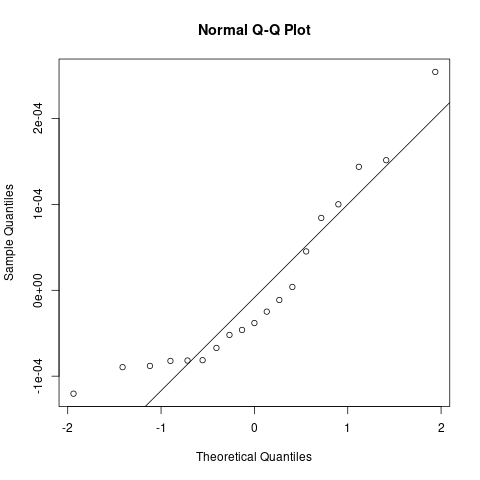 Normal Q-Q Plot
Sample Quantiles
2e-04
1e-04
0e+00
-1e-04
-2 -1 0 1 2
Theoretical Quantiles